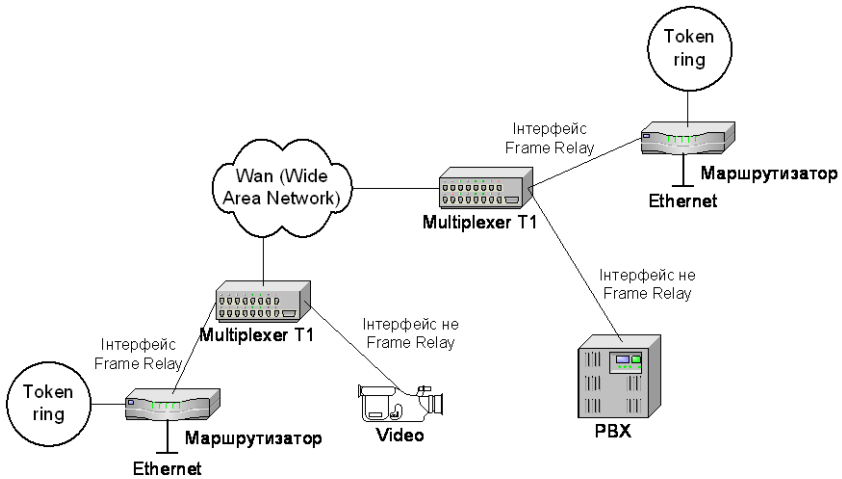 Token
ring
Інтерфейс
Frame Relay
Маршрутизатор
Ethernet
Wan (Wide
Area Network)
Multiplexer T1
Інтерфейс не
Frame Relay
PBX
Multiplexer T1
Інтерфейс не
Frame Relay
Video
Інтерфейс
Frame Relay
Token
ring
Маршрутизатор
Ethernet